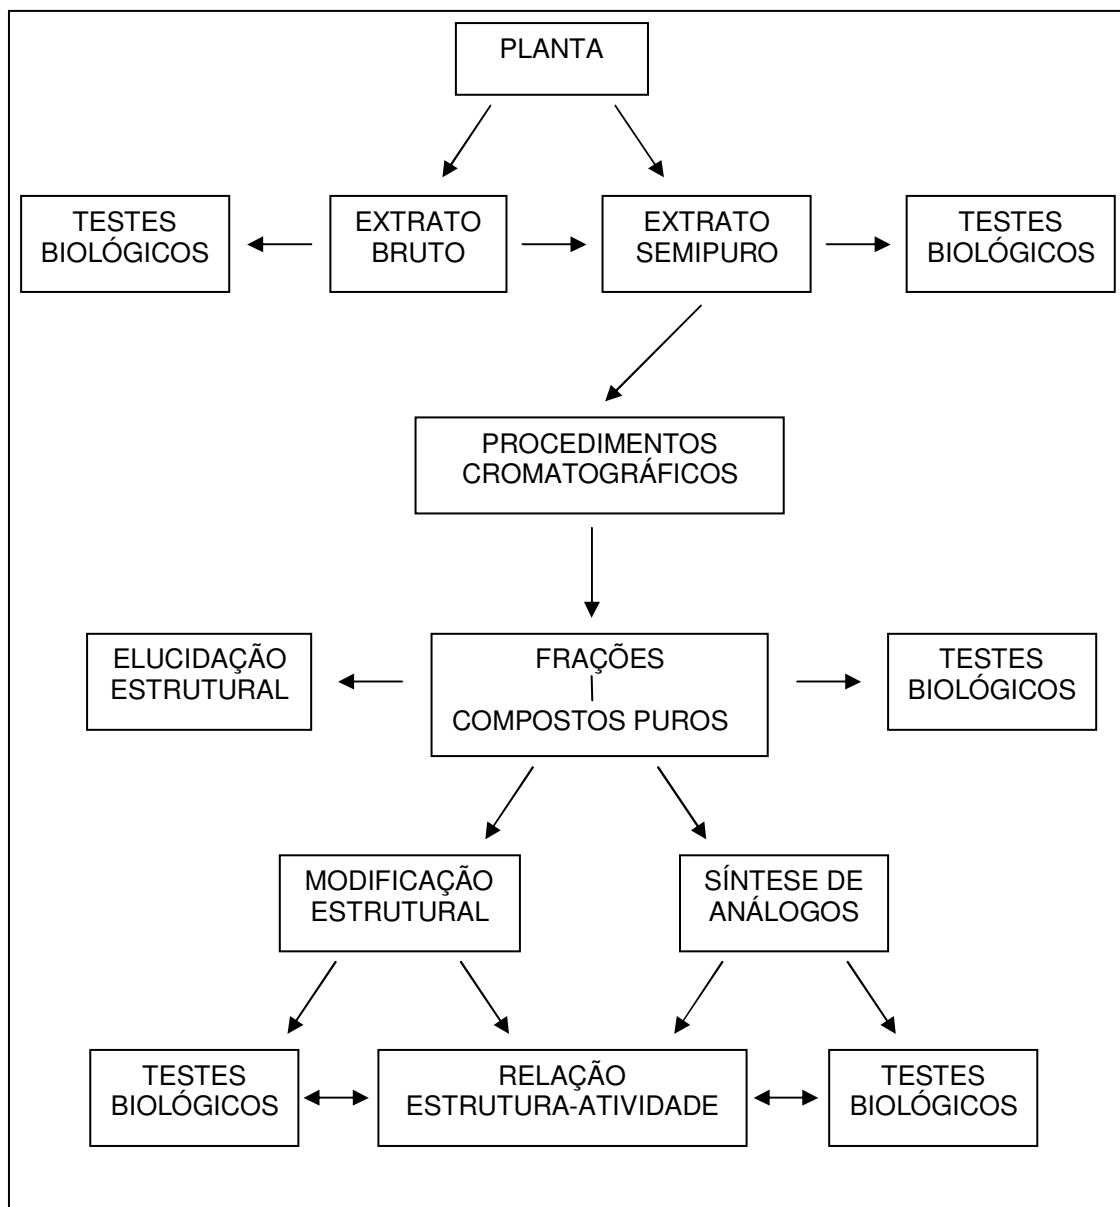 PLANTA
TESTES
BIOLÓGICOS
EXTRATO
BRUTO
EXTRATO
SEMIPURO
TESTES
BIOLÓGICOS
PROCEDIMENTOS
CROMATOGRÁFICOS
ELUCIDAÇÃO
ESTRUTURAL
FRAÇÕES
COMPOSTOS PUROS
TESTES
BIOLÓGICOS
MODIFICAÇÃO
ESTRUTURAL
SÍNTESE DE
ANÁLOGOS
TESTES
BIOLÓGICOS
RELAÇÃO
ESTRUTURA-ATIVIDADE
TESTES
BIOLÓGICOS